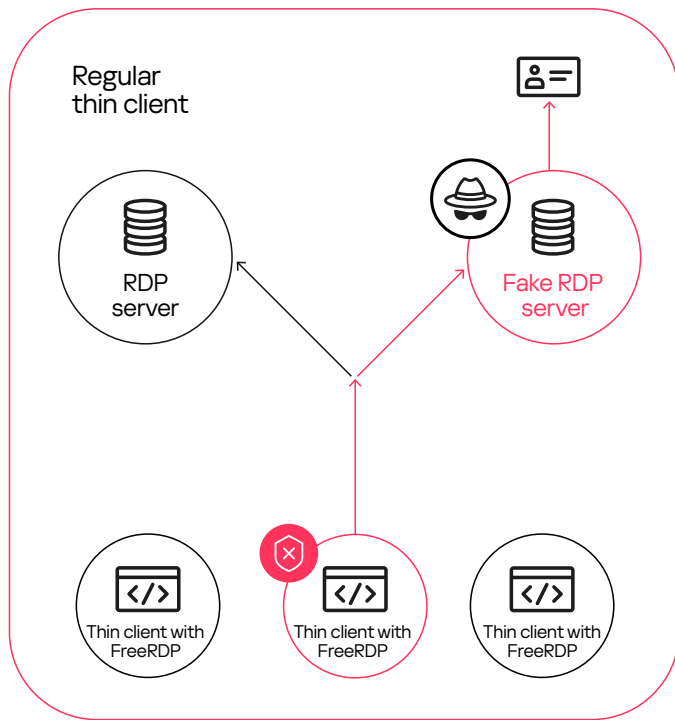 Regular
thin client
RDP
server
Fake RDP
server
Thin client with
FreeRDP
Thin client with
FreeRDP
Thin client with
FreeRDP